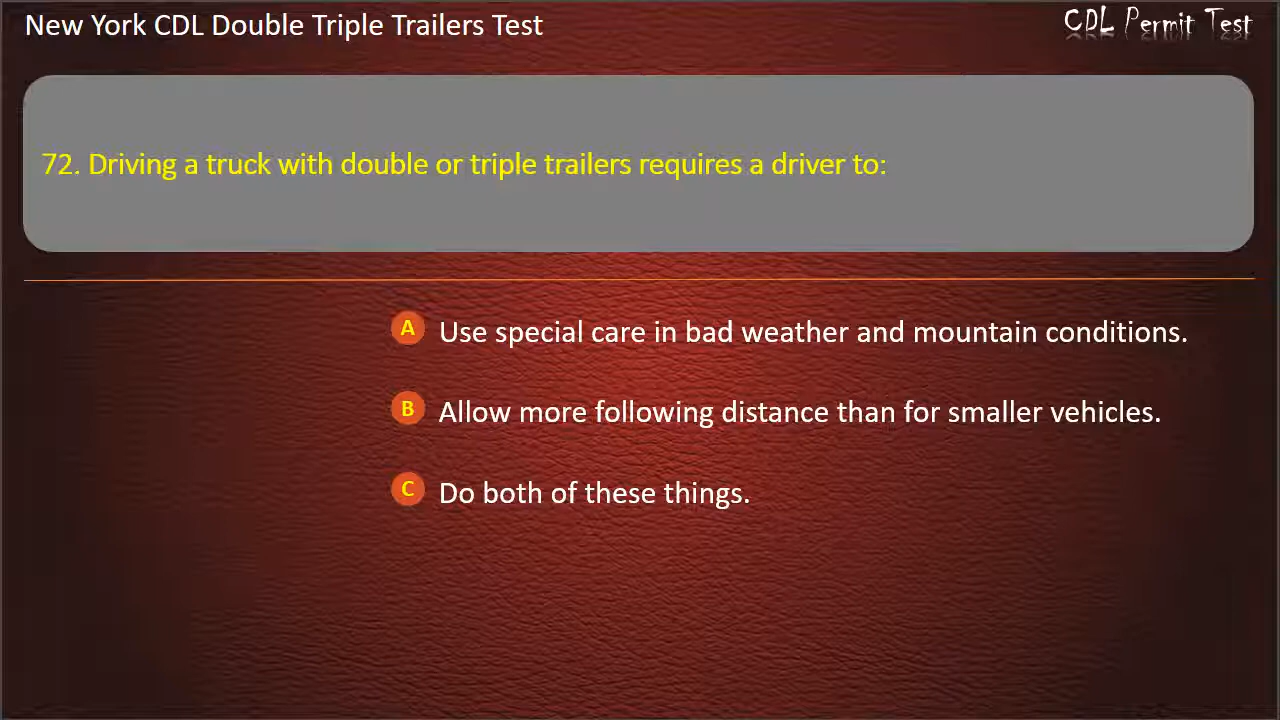 New York CDL Double Triple Trailers Test
CDL Permit Test
72. Driving a truck with double or triple trailers requires a driver to:
A Use special care in bad weather and mountain conditions.
B Allow more following distance than for smaller vehicles.
C Do both of these things.